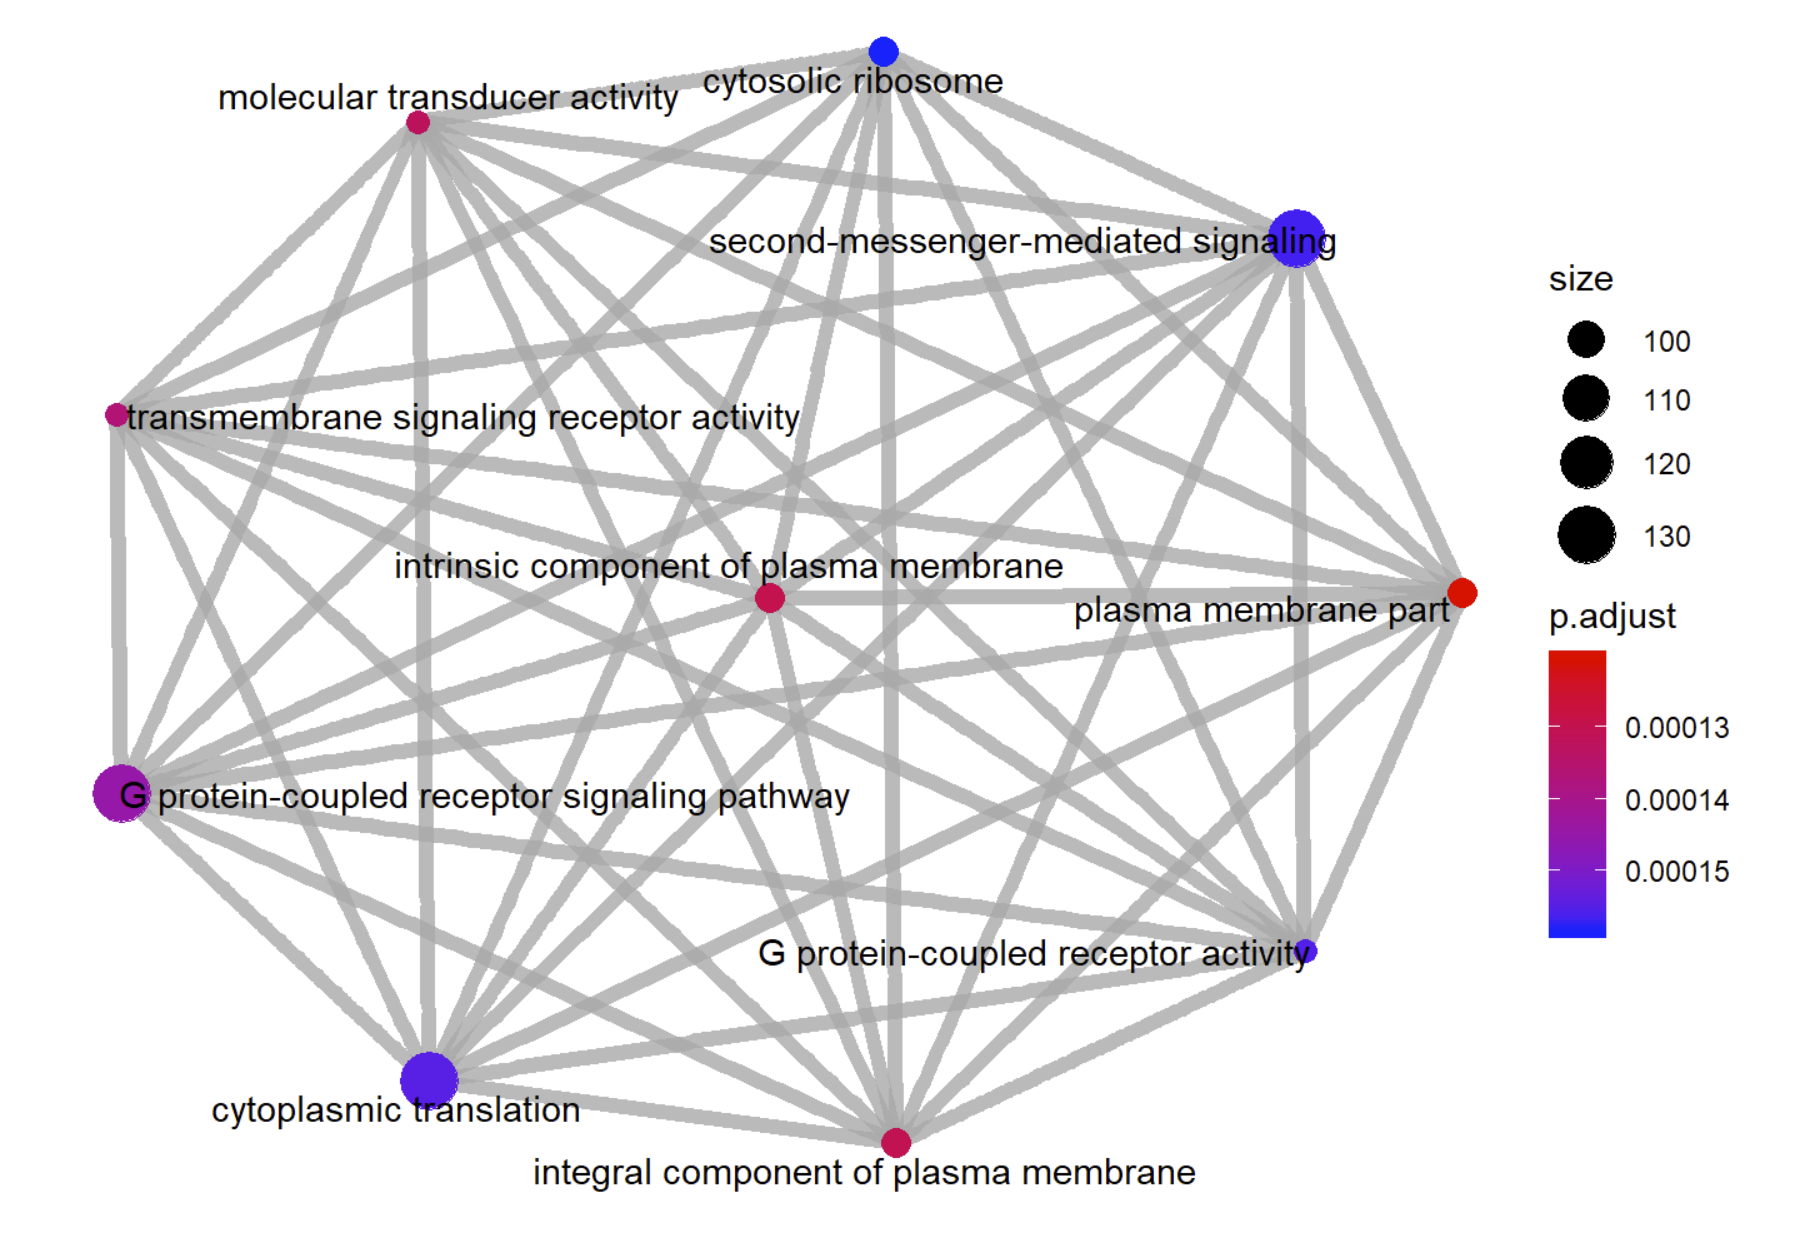 cytosolic ribosome
molecular transducer activity
second-messenger-mediated signaling
transmembrane signaling receptor activity
intrinsic component of plasma membrane
plasma membrane part
G protein-coupled receptor signaling pathway
G protein-coupled receptor activity
cytoplasmic translation
integral component of plasma membrane
size
100
110
120
130
p.adjust
0.00013
0.00014
0.00015